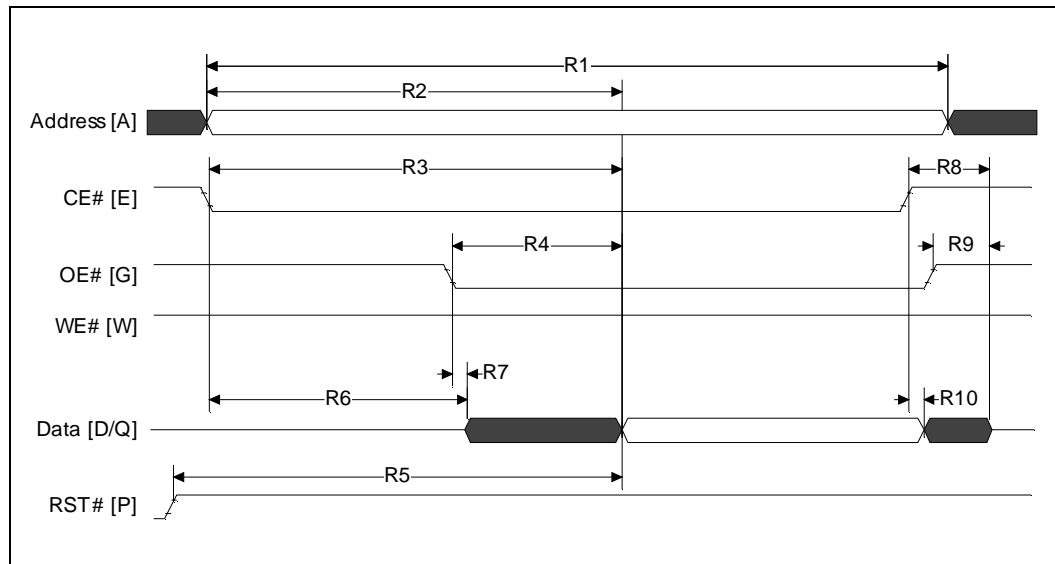 R1
R2
Address [A]
R3
R8
CE# [E]
R4
R9
OE# [G]
WE# [W]
R7
R6
R10
Data [D/Q]
R5
RST# [P]